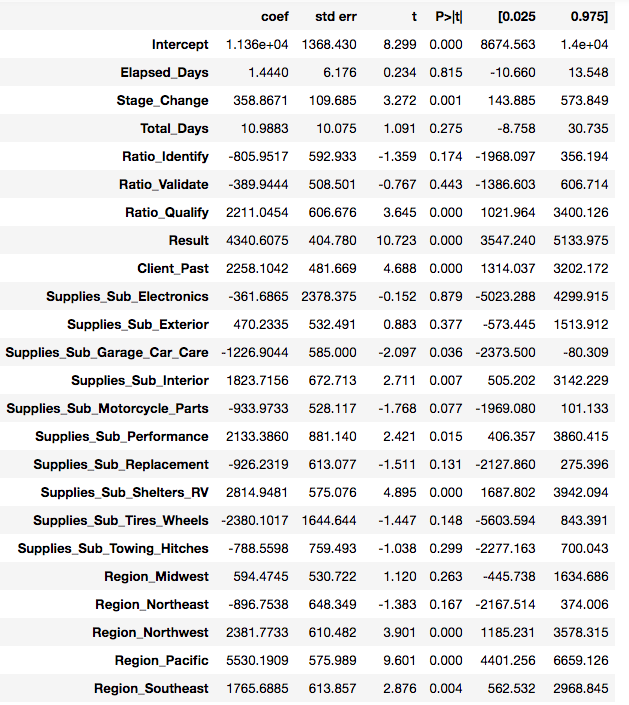 coef std err t P>|t| [0.025 0.975]
Intercept 1.136e+04 1368.430 8.299 0.000 8674.563 1.4e+04
Elapsed_Days 1.4440 6.176 0.234 0.815 -10.660 13.548
Stage_Change 358.8671 109.685 3.272 0.001 143.885 573.849
Total_Days 10.9883 10.075 1.091 0.275 -8.758 30.735
Ratio_Identify -805.9517 592.933 -1.359 0.174 -1968.097 356.194
Ratio_Validate -389.9444 508.501 -0.767 0.443 -1386.603 606.714
Ratio_Qualify 2211.0454 606.676 3.645 0.000 1021.964 3400.126
Result 4340.6075 404.780 10.723 0.000 3547.240 5133.975
Client_Past 2258.1042 481.669 4.688 0.000 1314.037 3202.172
Supplies_Sub_Electronics -361.6865 2378.375 -0.152 0.879 -5023.288 4299.915
Supplies_Sub_Exterior 470.2335 532.491 0.883 0.377 -573.445 1513.912
Supplies_Sub_Garage_Car_Care -1226.9044 585.000 -2.097 0.036 -2373.500 -80.309
Supplies_Sub_Interior 1823.7156 672.713 2.711 0.007 505.202 3142.229
Supplies_Sub_Motorcycle_Parts -933.9733 528.117 -1.768 0.077 -1969.080 101.133
Supplies_Sub_Performance 2133.3860 881.140 2.421 0.015 406.357 3860.415
Supplies_Sub_Replacement -926.2319 613.077 -1.511 0.131 -2127.860 275.396
Supplies_Sub_Shelters_RV 2814.9481 575.076 4.895 0.000 1687.802 3942.094
Supplies_Sub_Tires_Wheels -2380.1017 1644.644 -1.447 0.148 -5603.594 843.391
Supplies_Sub_Towing_Hitches -788.5598 759.493 -1.038 0.299 -2277.163 700.043
Region_Midwest 594.4745 530.722 1.120 0.263 -445.738 1634.686
Region_Northeast -896.7538 648.349 -1.383 0.167 -2167.514 374.006
Region_Northwest 2381.7733 610.482 3.901 0.000 1185.231 3578.315
Region_Pacific 5530.1909 575.989 9.601 0.000 4401.256 6659.126
Region_Southeast 1765.6885 613.857 2.876 0.004 562.532 2968.845